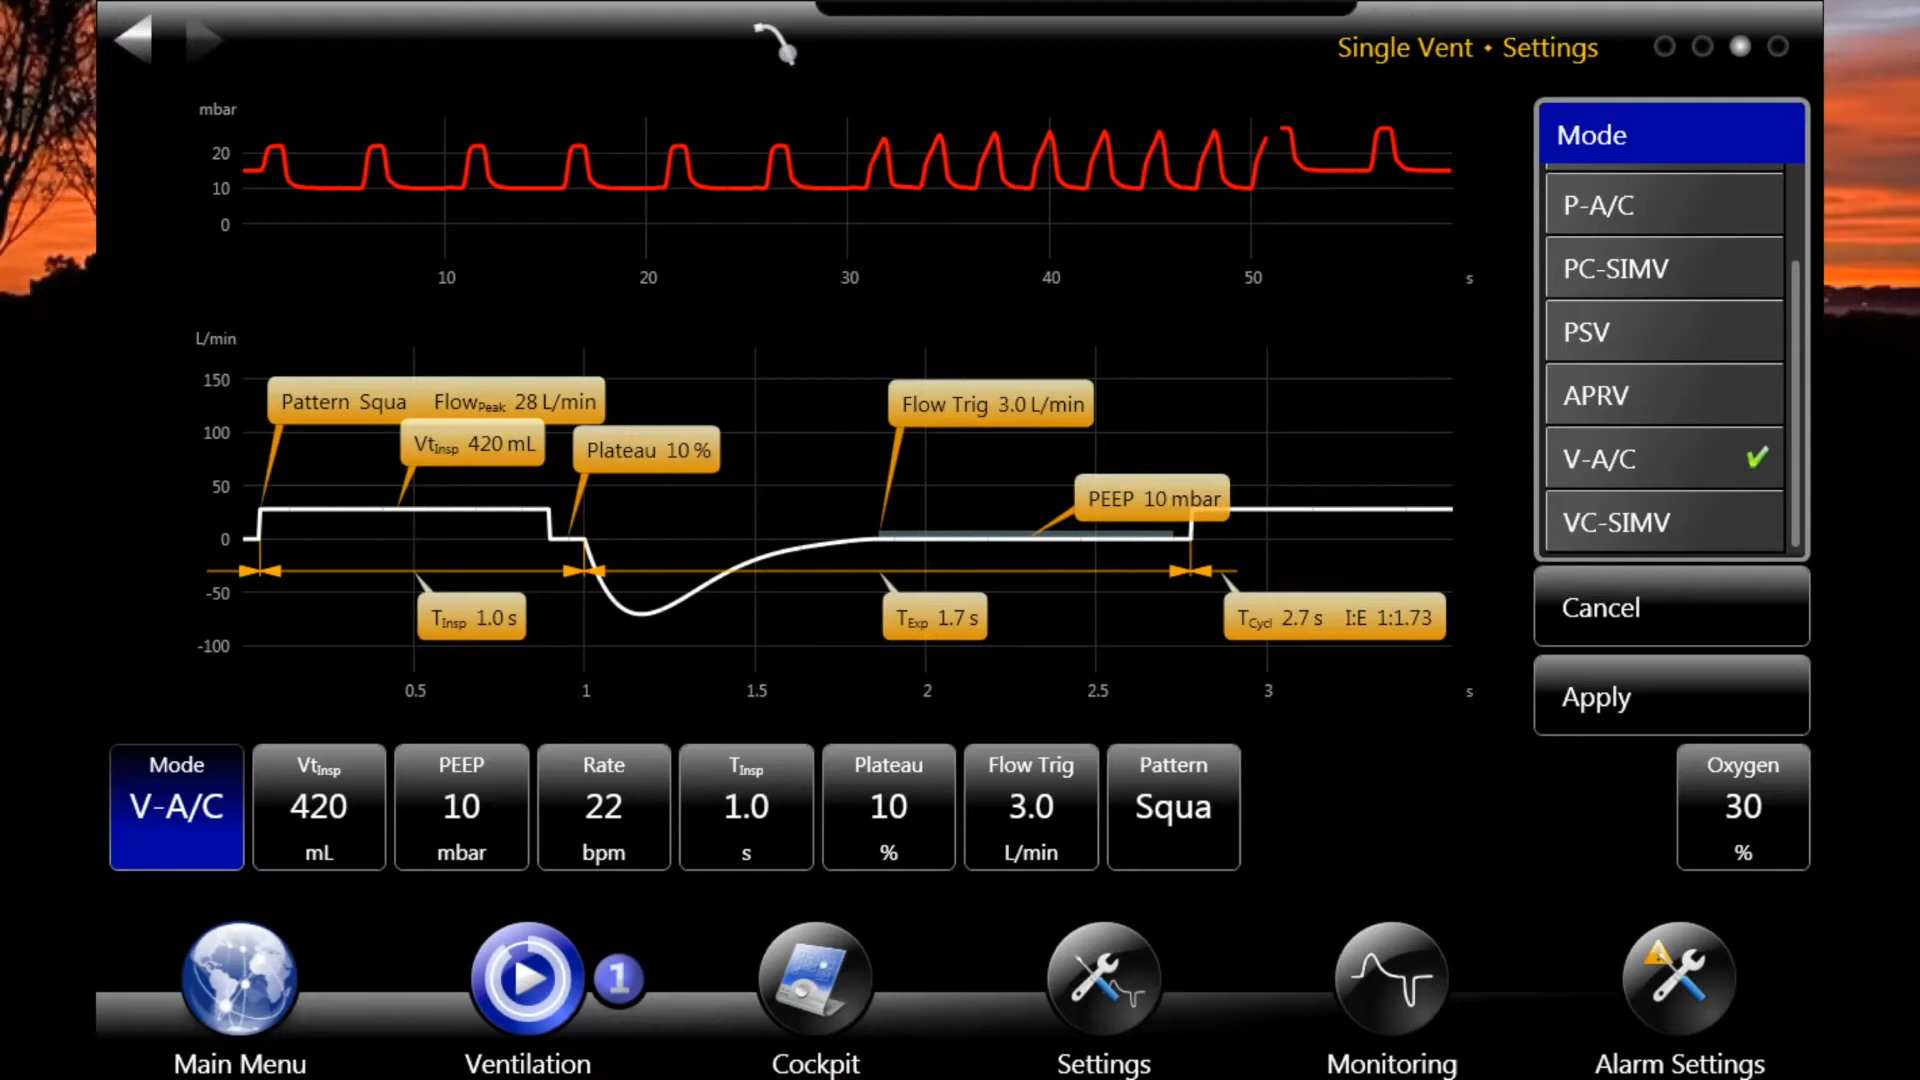 Single Vent • Settings
mbar
20
10
0
10 20 30 40 50 s
L/min
150
100
50
0
-50
-100
Pattern Squa FlowPeak 28 L/min
VtInsp 420 mL
Plateau 10 %
Flow Trig 3.0 L/min
PEEP 10 mbar
TInsp 1.0 s
TExp 1.7 s
TCycl 2.7 s I:E 1:1.73
0.5 1 1.5 2 2.5 3 s
Mode
P-A/C
PC-SIMV
PSV
APRV
V-A/C
VC-SIMV
Cancel
Apply
Mode
V-A/C
VtInsp
420
mL
PEEP
10
mbar
Rate
22
bpm
TInsp
1.0
s
Plateau
10
%
Flow Trig
3.0
L/min
Pattern
Squa
Oxygen
30
%
1
Main Menu
Ventilation
Cockpit
Settings
Monitoring
Alarm Settings